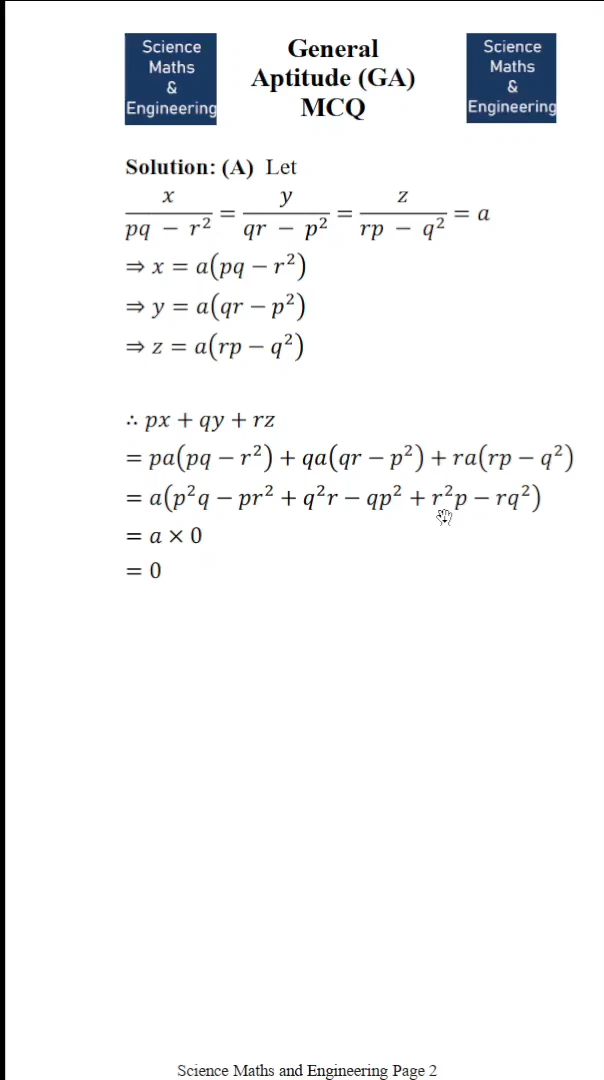 Science
Maths
&
Engineering
General
Aptitude (GA)
MCQ
Science
Maths
&
Engineering
Solution: (A) Let
x/(pq − r²) = y/(qr − p²) = z/(rp − q²) = a
⇒ x = a(pq − r²)
⇒ y = a(qr − p²)
⇒ z = a(rp − q²)
∴ px + qy + rz
= pa(pq − r²) + qa(qr − p²) + ra(rp − q²)
= a(p²q − pr² + q²r − qp² + r²p − rq²)
= a × 0
= 0
Science Maths and Engineering Page 2